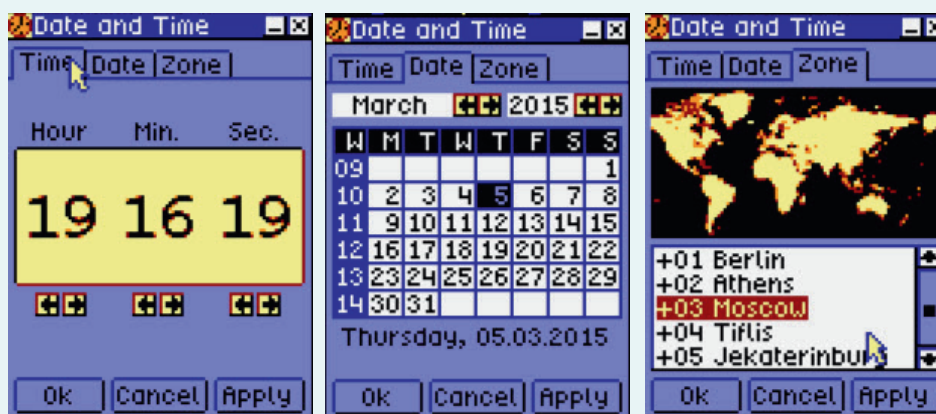 Date and Time
Time Date Zone
Hour Min. Sec.
19 16 19
Ok Cancel Apply
Date and Time
Time Date Zone
March 2015
W M T W T F S S
09 1
10 2 3 4 5 6 7 8
11 9 10 11 12 13 14 15
12 16 17 18 19 20 21 22
13 23 24 25 26 27 28 29
14 30 31
Thursday, 05.03.2015
Ok Cancel Apply
Date and Time
Time Date Zone
+01 Berlin
+02 Athens
+03 Moscow
+04 Tiflis
+05 Jekaterinburg
Ok Cancel Apply